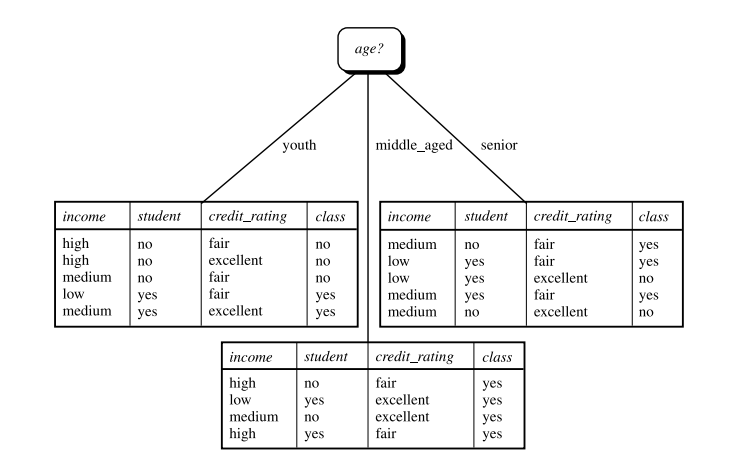 age?
youth
middle_aged
senior
income student credit_rating class
high no fair no
high no excellent no
medium no fair no
low yes fair yes
medium yes excellent yes
income student credit_rating class
medium no fair yes
low yes fair yes
low yes excellent no
medium yes fair yes
medium no excellent no
income student credit_rating class
high no fair yes
low yes excellent yes
medium no excellent yes
high yes fair yes